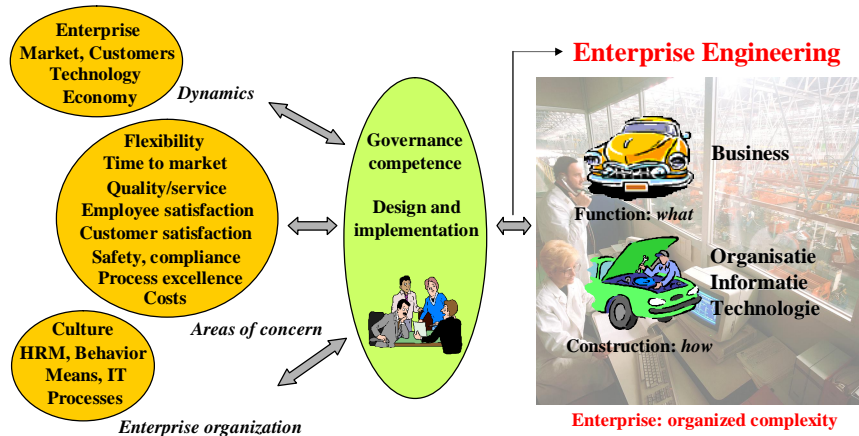 Enterprise
Market, Customers
Technology
Economy
Dynamics
Flexibility
Time to market
Quality/service
Employee satisfaction
Customer satisfaction
Safety, compliance
Process excellence
Costs
Areas of concern
Culture
HRM, Behavior
Means, IT
Processes
Enterprise organization
Governance
competence
Design and
implementation
Enterprise Engineering
Business
Function: what
Organisatie
Informatie
Technologie
Construction: how
Enterprise: organized complexity